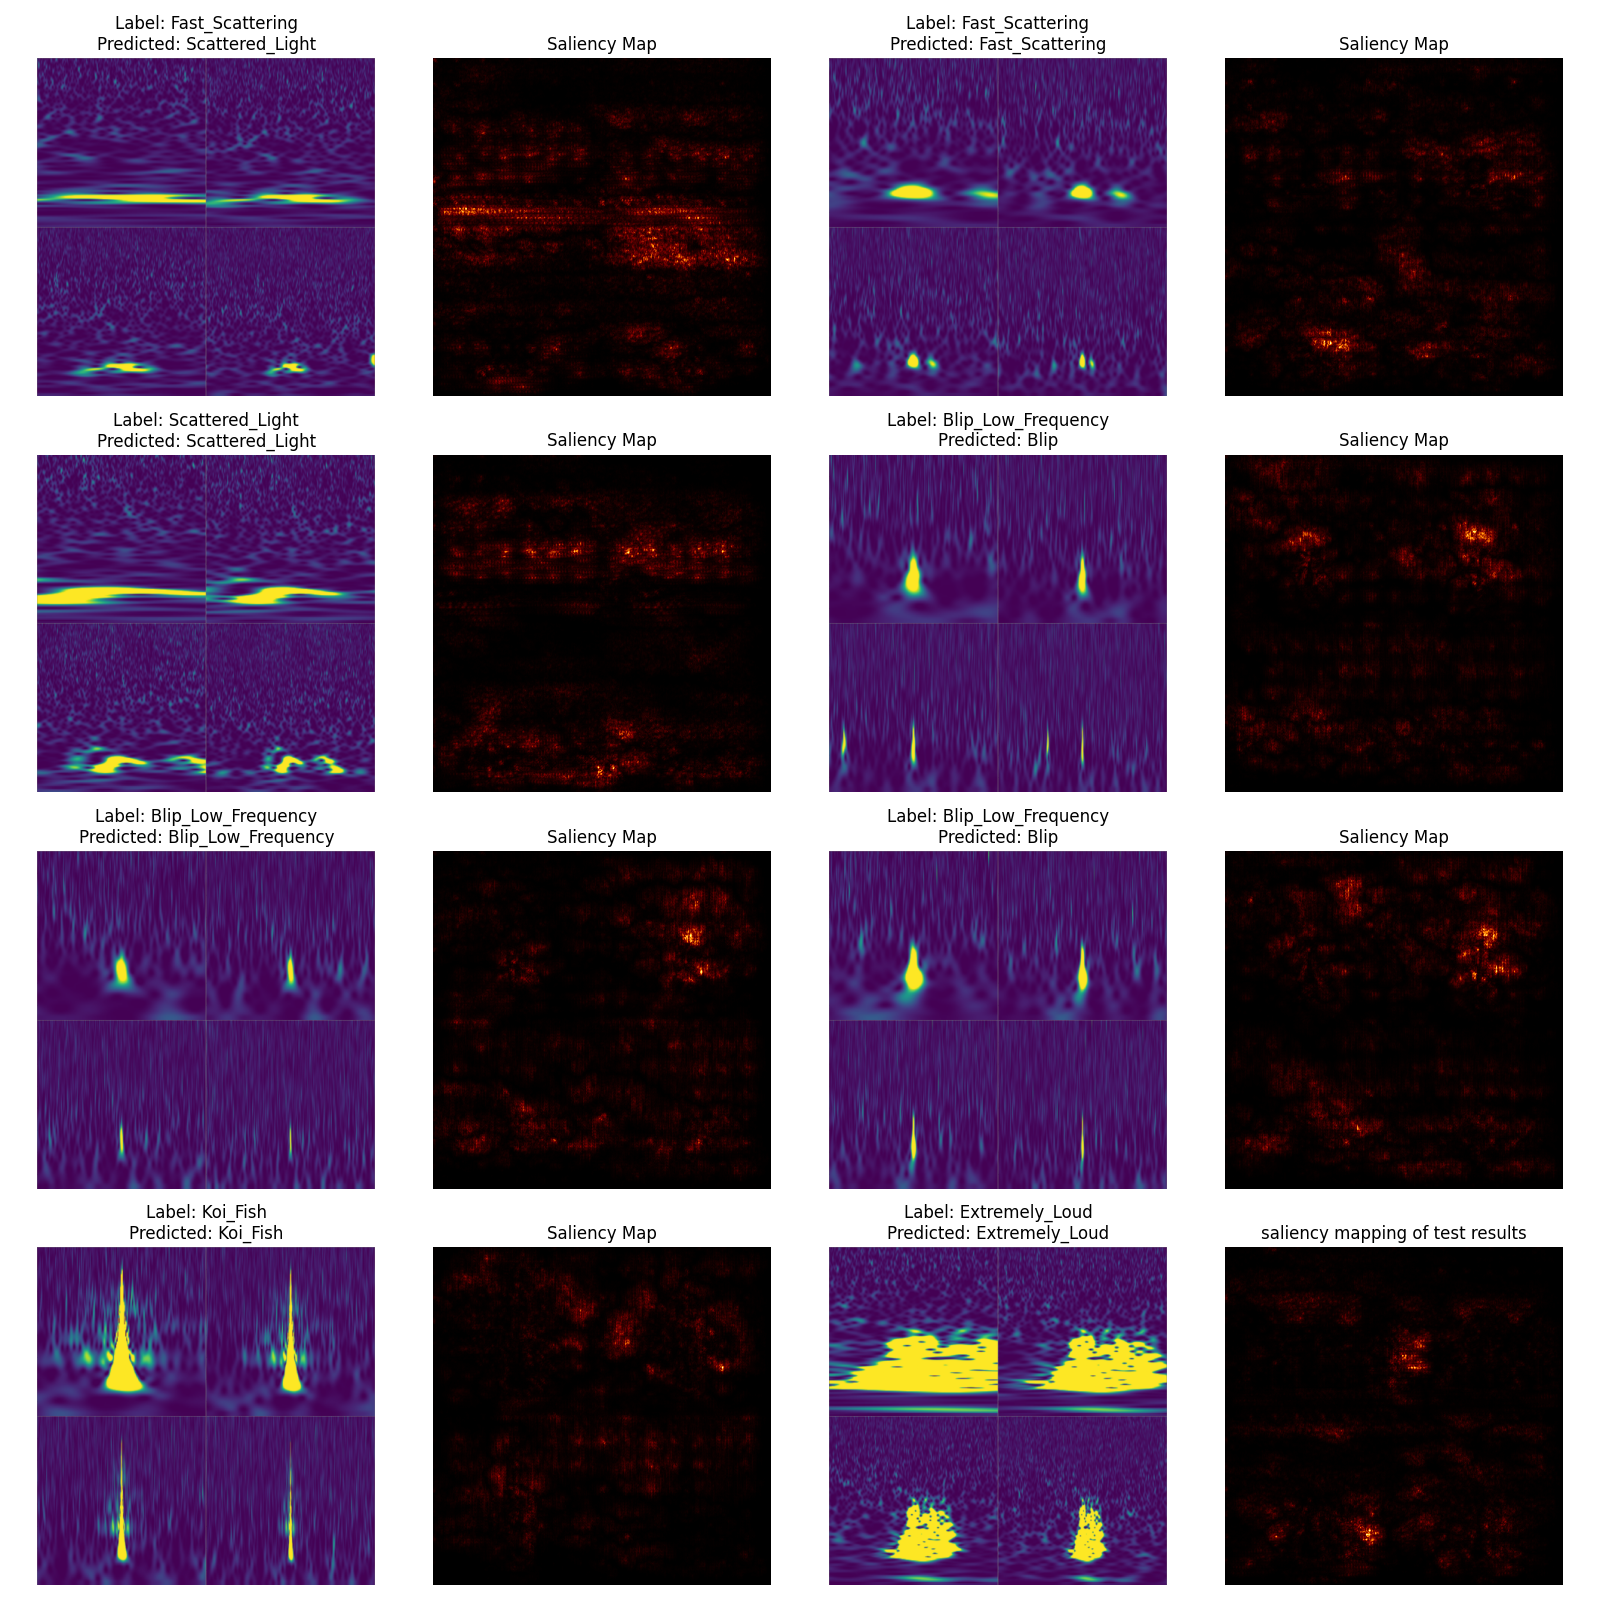 Label: Fast_Scattering
Predicted: Scattered_Light
Saliency Map
Label: Fast_Scattering
Predicted: Fast_Scattering
Saliency Map
Label: Scattered_Light
Predicted: Scattered_Light
Saliency Map
Label: Blip_Low_Frequency
Predicted: Blip
Saliency Map
Label: Blip_Low_Frequency
Predicted: Blip_Low_Frequency
Saliency Map
Label: Blip_Low_Frequency
Predicted: Blip
Saliency Map
Label: Koi_Fish
Predicted: Koi_Fish
Saliency Map
Label: Extremely_Loud
Predicted: Extremely_Loud
saliency mapping of test results